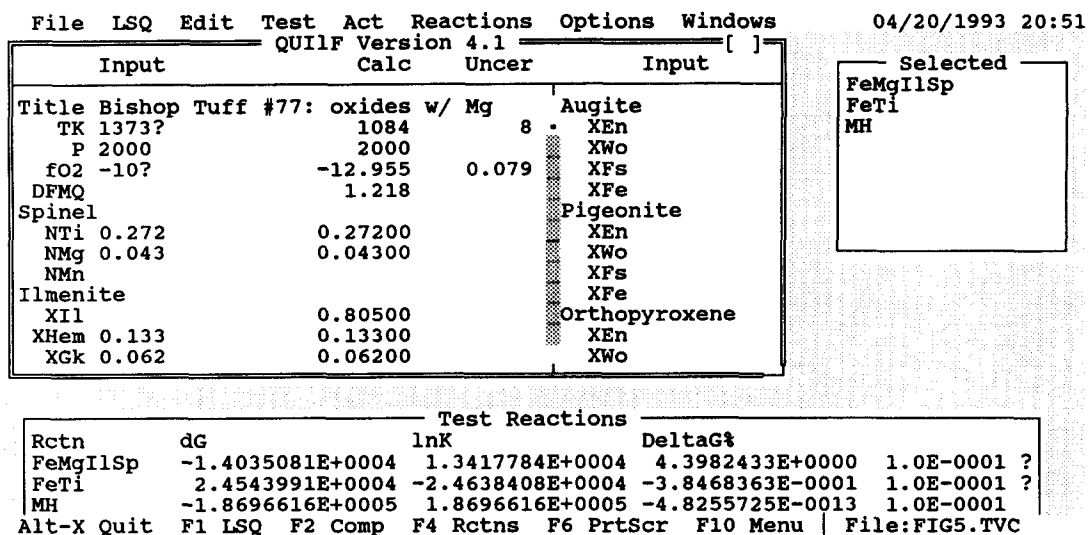 File LSQ Edit Test Act Reactions Options Windows 04/20/1993 20:51
QUIlF Version 4.1 [ ]
Input Calc Uncer Input
Title Bishop Tuff #77: oxides w/ Mg Augite
TK 1373? 1084 8 XEn
P 2000 2000 XWo
fO2 -10? -12.955 0.079 XFs
DFMQ 1.218 XFe
Spinel Pigeonite
NTi 0.272 0.27200 XEn
NMg 0.043 0.04300 XWo
NMn XFs
Ilmenite XFe
XIl 0.80500 Orthopyroxene
XHem 0.133 0.13300 XEn
XGk 0.062 0.06200 XWo
Selected
FeMgIlSp
FeTi
MH
Test Reactions
Rctn dG lnK DeltaG%
FeMgIlSp -1.4035081E+0004 1.3417784E+0004 4.3982433E+0000 1.0E-0001 ?
FeTi 2.4543991E+0004 -2.4638408E+0004 -3.8468363E-0001 1.0E-0001 ?
MH -1.8696616E+0005 1.8696616E+0005 -4.8255725E-0013 1.0E-0001
Alt-X Quit F1 LSQ F2 Comp F4 Rctns F6 PrtScr F10 Menu | File:FIG5.TVC